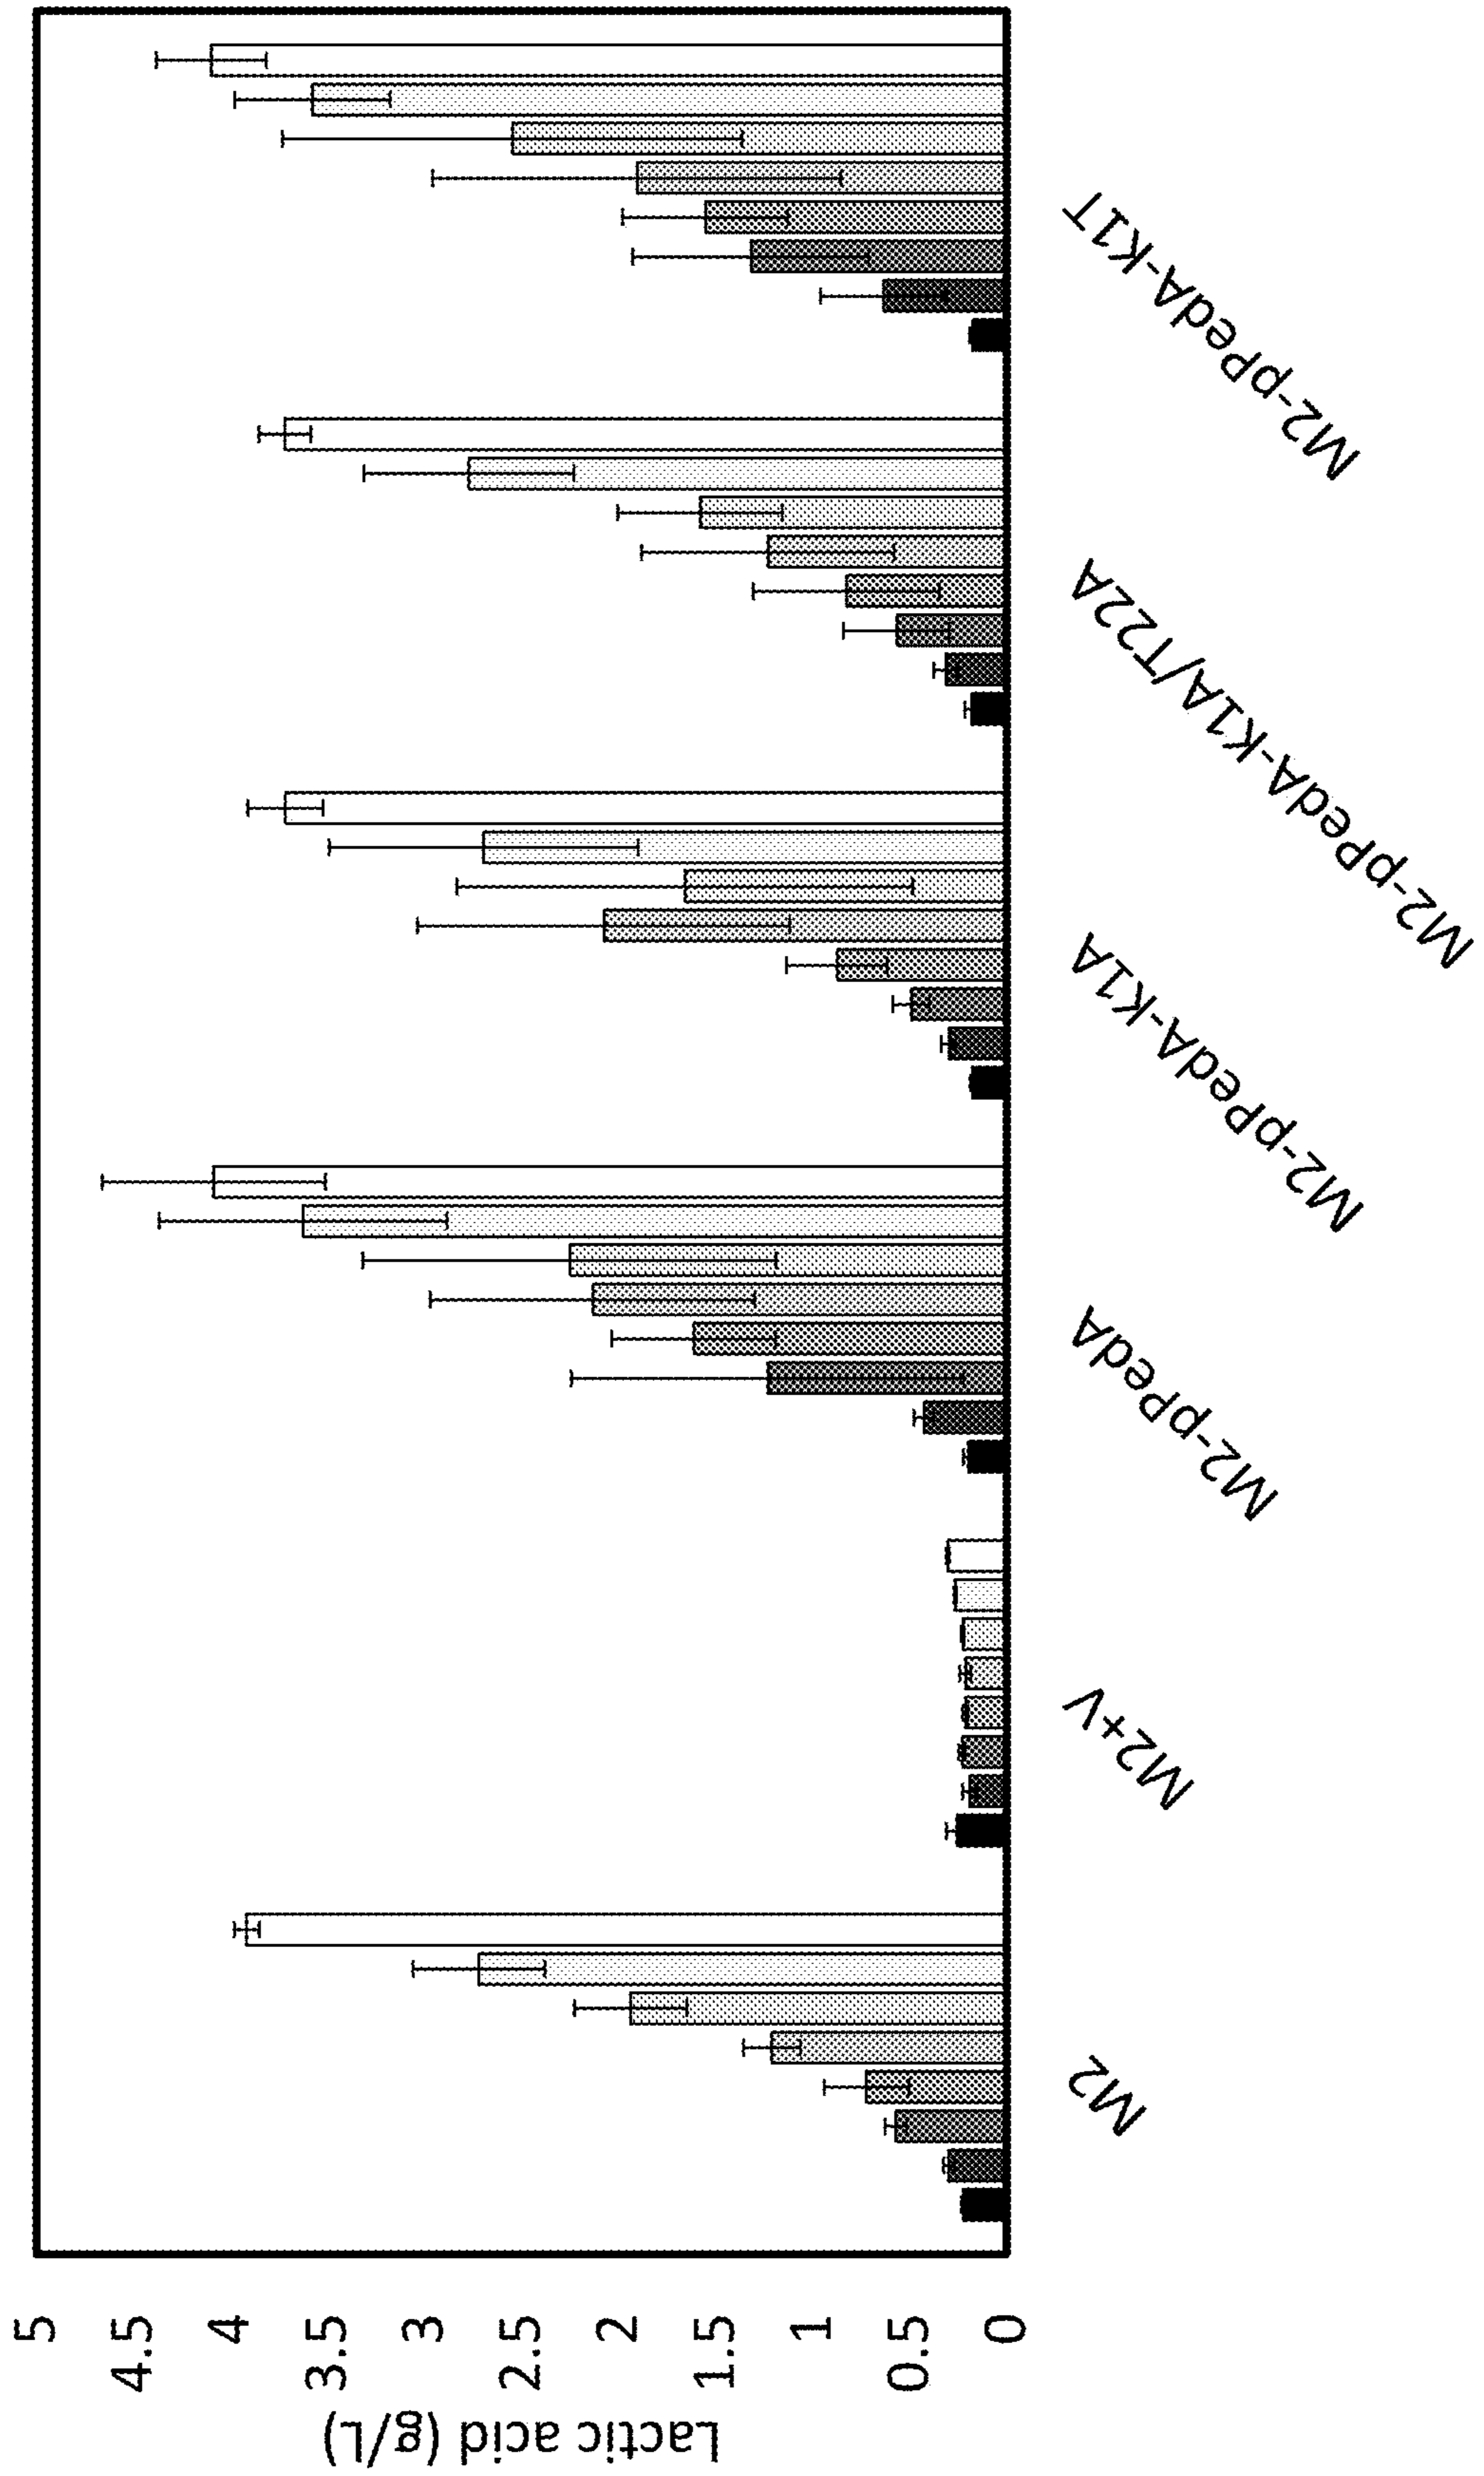 Lactic acid (g/L)
5
4.5
4
3.5
3
2.5
2
1.5
1
0.5
0
M2
M2+V
M2-pPedA
M2-pPedA-K1A
M2-pPedA-K1A/T22A
M2-pPedA-K1T